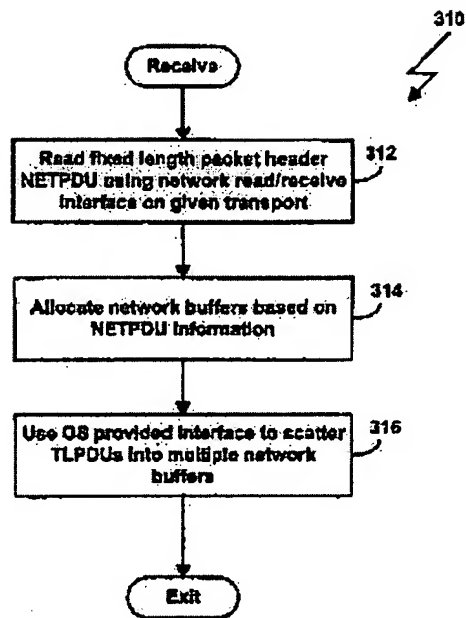 310
Receive
Read fixed length packet header
NETPDU using network read/receive
interface on given transport
312
Allocate network buffers based on
NETPDU information
314
Use OS provided interface to scatter
TLPDUs into multiple network
buffers
316
Exit